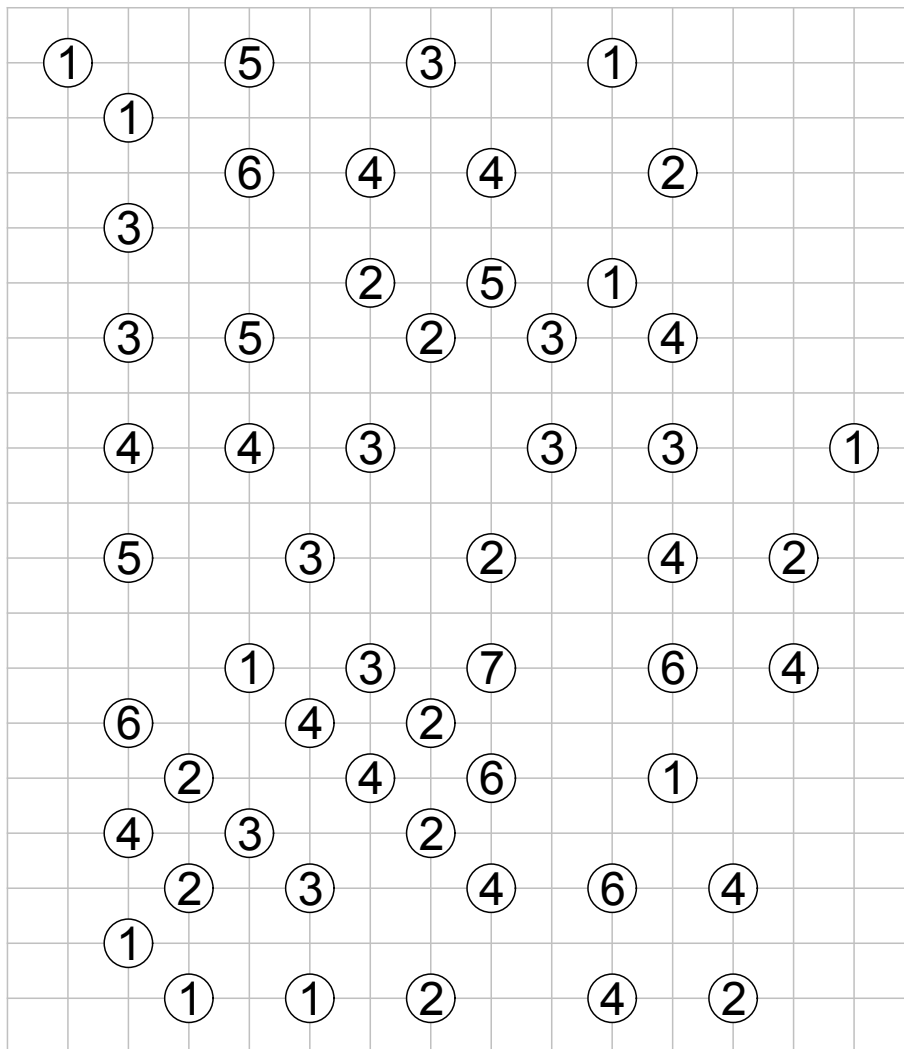 1 5 3 1
1
6 4 4 2
3
2 5 1
3 5 2 3 4
4 4 3 3 3 1
5 3 2 4 2
1 3 7 6 4
6 4 2
2 4 6 1
4 3 2
2 3 4 6 4
1
1 1 2 4 2